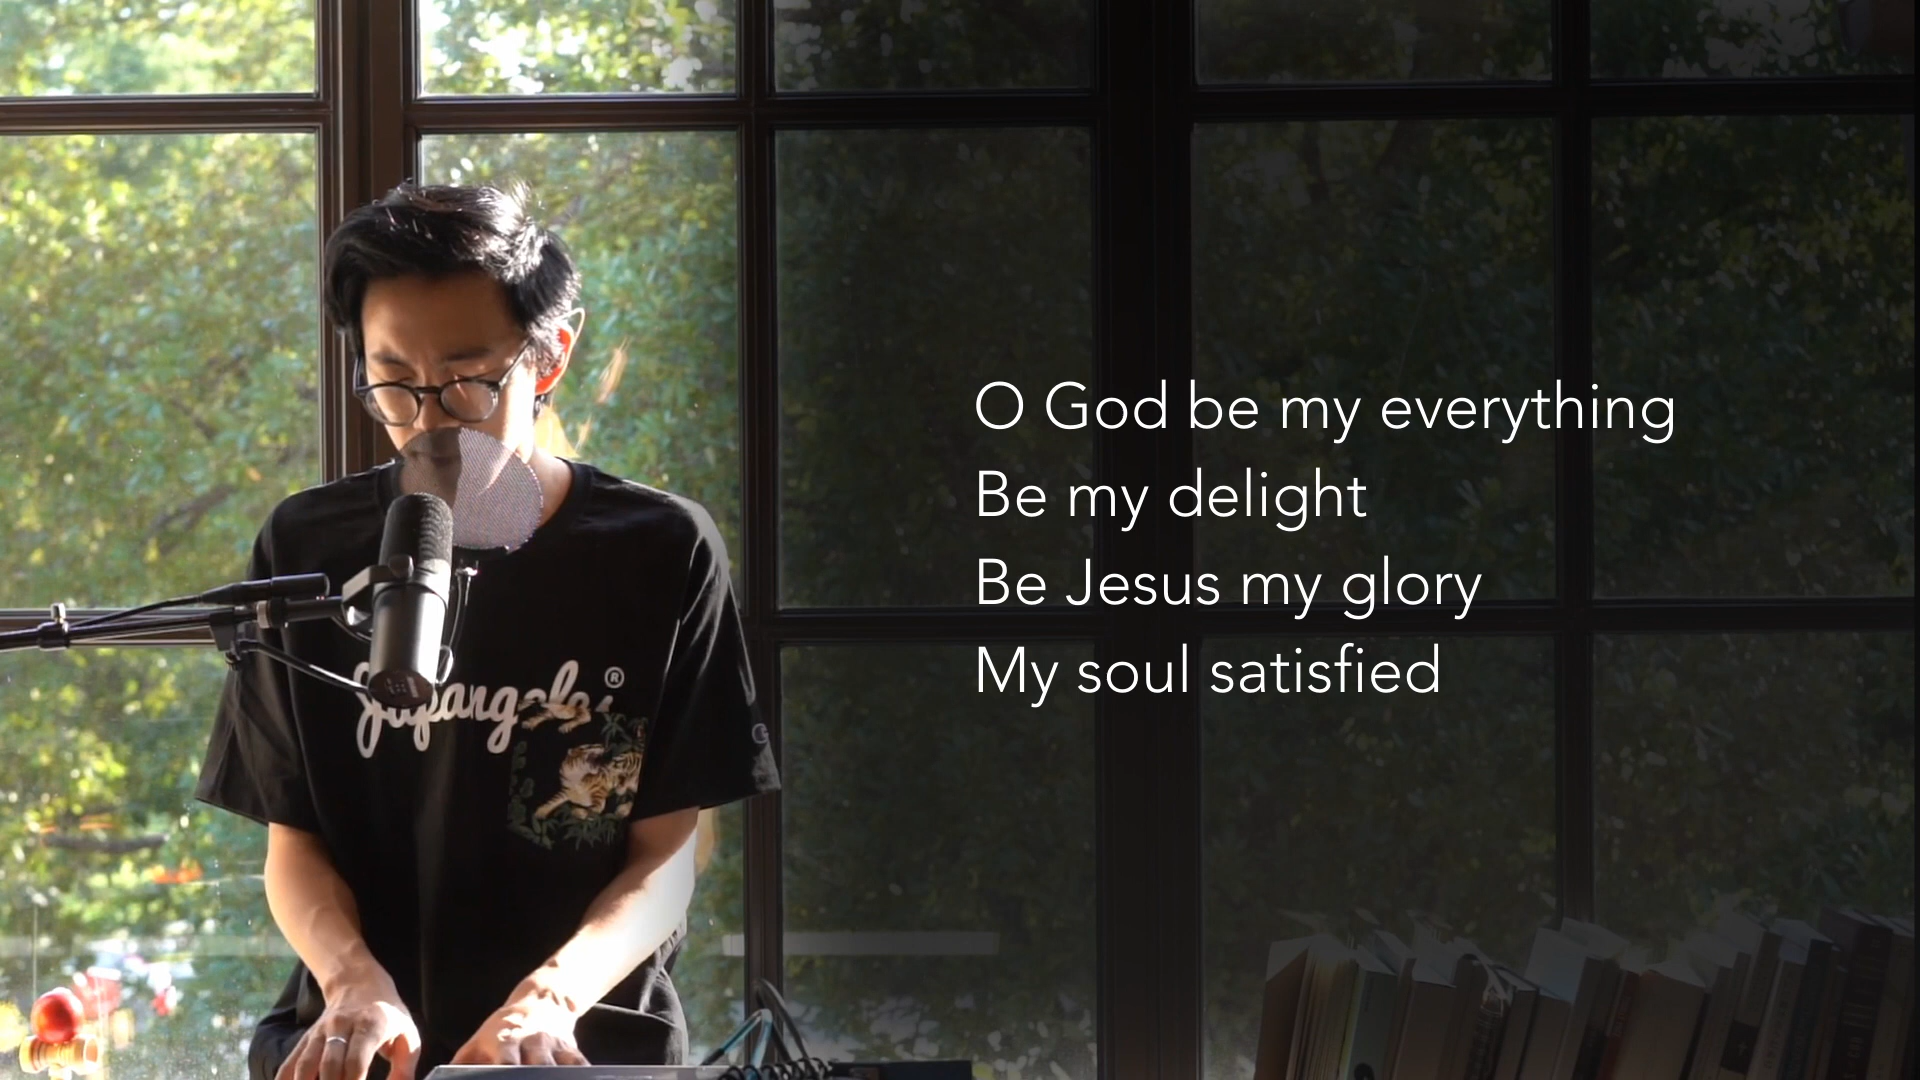 O God be my everything
Be my delight
Be Jesus my glory
My soul satisfied
®